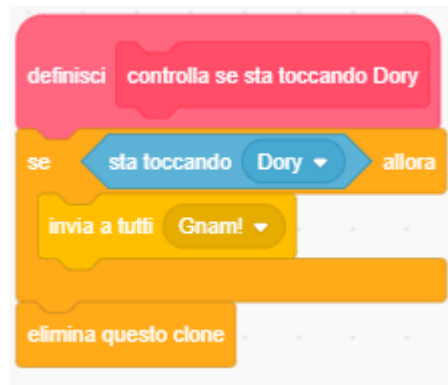 definisci controlla se sta toccando Dory
se sta toccando Dory allora
invia a tutti Gnam!
elimina questo clone